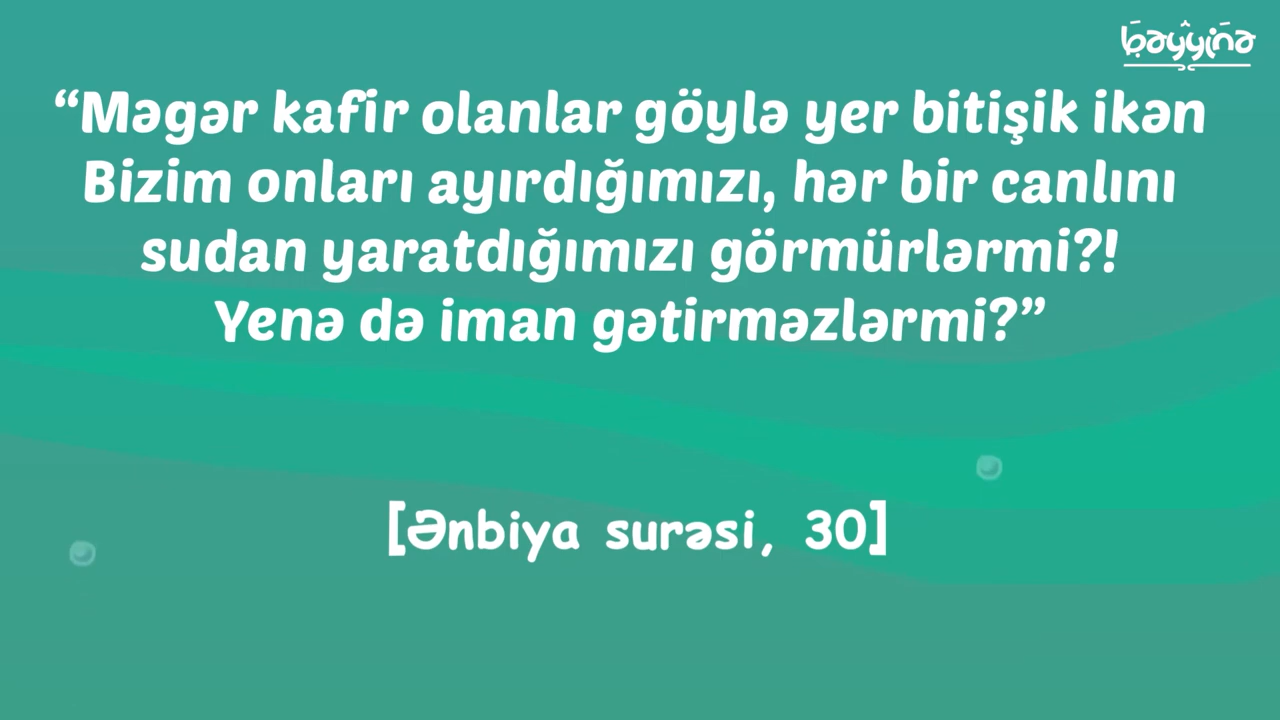 bəyyinə
“Məgər kafir olanlar göylə yer bitişik ikən
Bizim onları ayırdığımızı, hər bir canlını
sudan yaratdığımızı görmürlərmi?!
Yenə də iman gətirməzlərmi?”
[Ənbiya surəsi, 30]